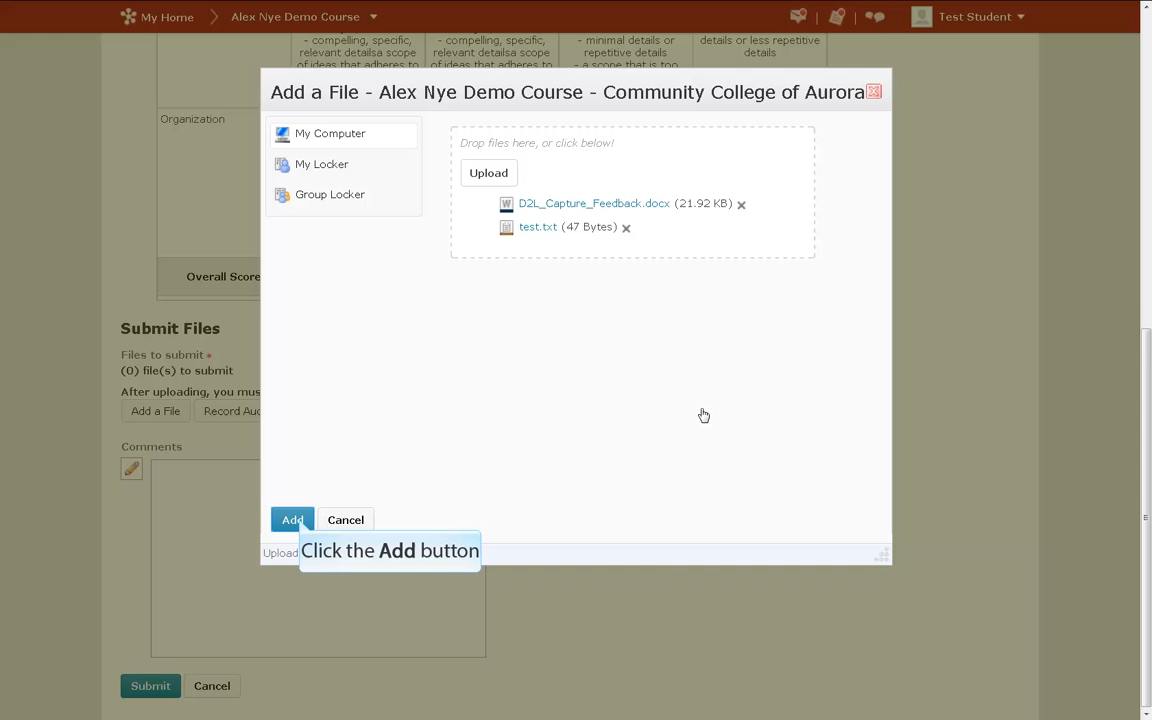 My Home
Alex Nye Demo Course
Test Student
- compelling, specific,
relevant detailsa scope
of ideas that adheres to
- compelling, specific,
relevant detailsa scope
of ideas that adheres to
- minimal details or
repetitive details
- a scope that is too
details or less repetitive
details
Add a File - Alex Nye Demo Course - Community College of Aurora
My Computer
My Locker
Group Locker
Drop files here, or click below!
Upload
D2L_Capture_Feedback.docx (21.92 KB)
test.txt (47 Bytes)
Organization
Overall Score
Submit Files
Files to submit *
(0) file(s) to submit
After uploading, you mus
Add a File
Record Aud
Comments
Add
Cancel
Click the Add button
Upload
Submit
Cancel